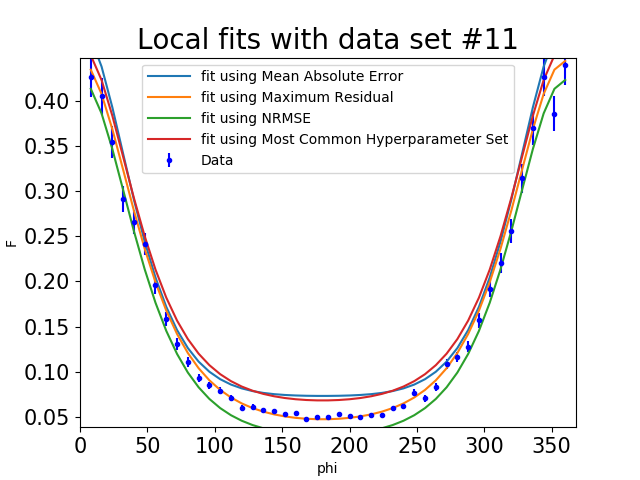 Local fits with data set #11
fit using Mean Absolute Error
fit using Maximum Residual
fit using NRMSE
fit using Most Common Hyperparameter Set
Data
F
0.40
0.35
0.30
0.25
0.20
0.15
0.10
0.05
0 50 100 150 200 250 300 350
phi